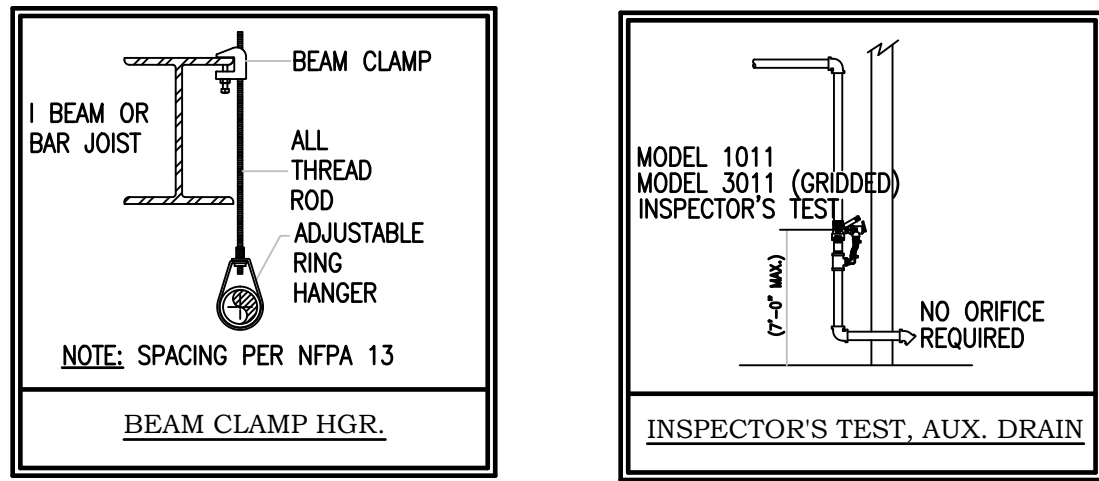 BEAM CLAMP
I BEAM OR
BAR JOIST
ALL
THREAD
ROD
ADJUSTABLE
RING
HANGER
NOTE: SPACING PER NFPA 13
BEAM CLAMP HGR.
MODEL 1011
MODEL 3011 (GRIDDED)
INSPECTOR'S TEST
(7'-0" MAX.)
NO ORIFICE
REQUIRED
INSPECTOR'S TEST, AUX. DRAIN